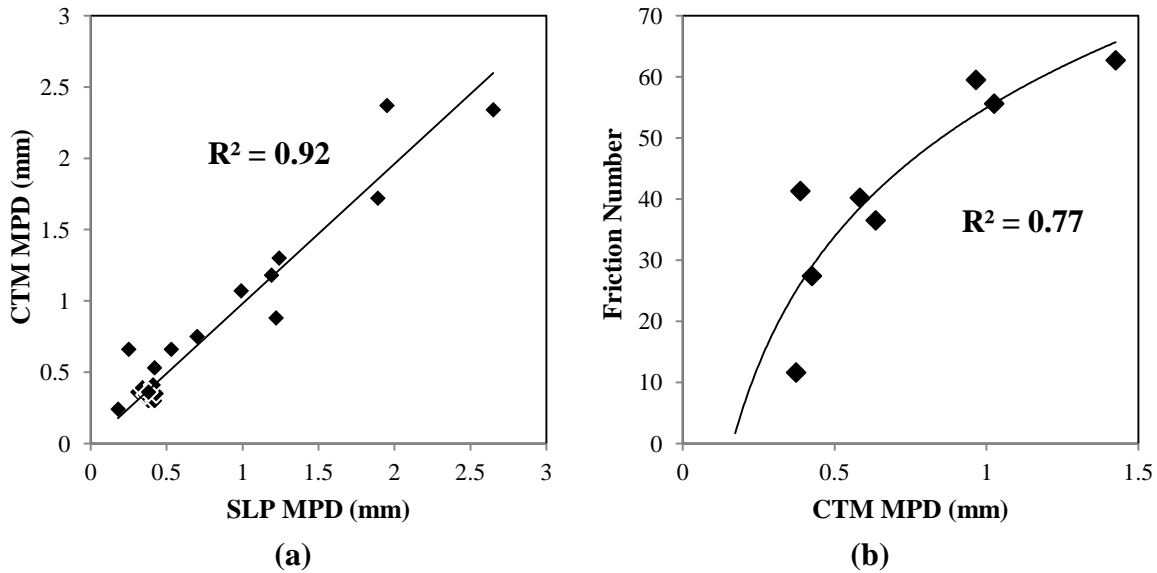 3
2.5
2
1.5
1
0.5
0
CTM MPD (mm)
R² = 0.92
0 0.5 1 1.5 2 2.5 3
SLP MPD (mm)
(a)
70
60
50
40
30
20
10
0
Friction Number
R² = 0.77
0 0.5 1 1.5
CTM MPD (mm)
(b)